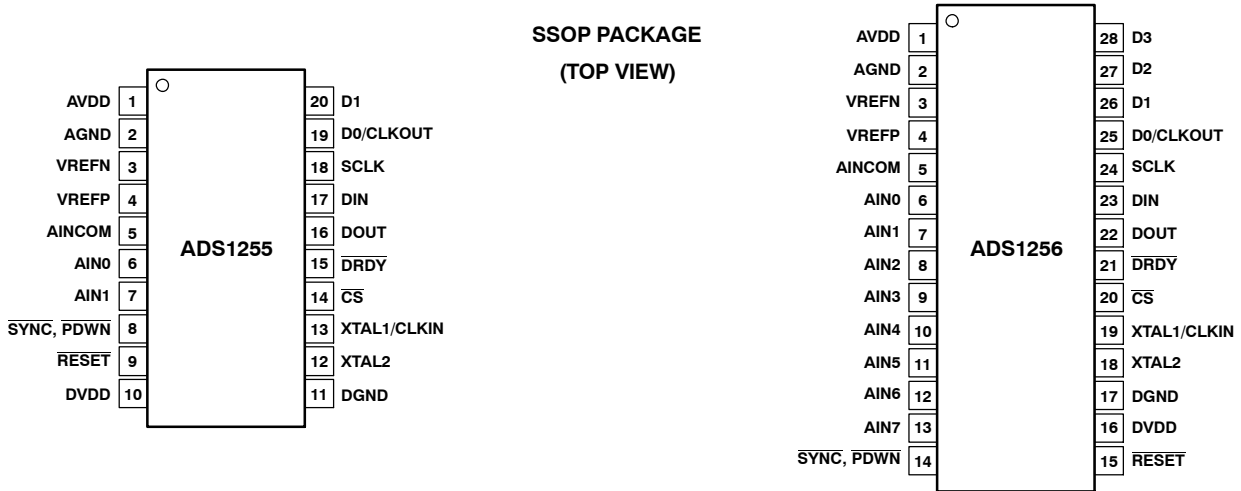 SSOP PACKAGE
(TOP VIEW)
AVDD 1 20 D1
AGND 2 19 D0/CLKOUT
VREFN 3 18 SCLK
VREFP 4 17 DIN
AINCOM 5 16 DOUT
ADS1255
AIN0 6 15 DRDY
AIN1 7 14 CS
SYNC, PDWN 8 13 XTAL1/CLKIN
RESET 9 12 XTAL2
DVDD 10 11 DGND
AVDD 1 28 D3
AGND 2 27 D2
VREFN 3 26 D1
VREFP 4 25 D0/CLKOUT
AINCOM 5 24 SCLK
AIN0 6 23 DIN
AIN1 7 22 DOUT
ADS1256
AIN2 8 21 DRDY
AIN3 9 20 CS
AIN4 10 19 XTAL1/CLKIN
AIN5 11 18 XTAL2
AIN6 12 17 DGND
AIN7 13 16 DVDD
SYNC, PDWN 14 15 RESET